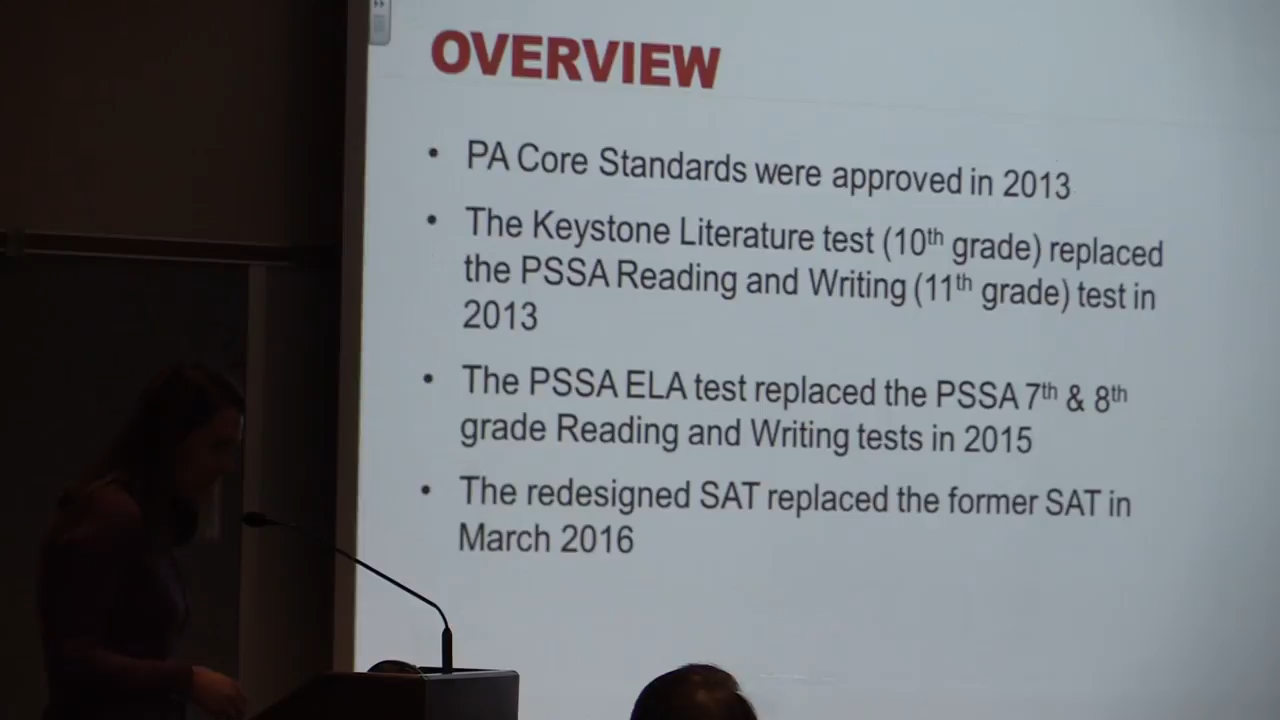 OVERVIEW
• PA Core Standards were approved in 2013
• The Keystone Literature test (10th grade) replaced
the PSSA Reading and Writing (11th grade) test in
2013
• The PSSA ELA test replaced the PSSA 7th & 8th
grade Reading and Writing tests in 2015
• The redesigned SAT replaced the former SAT in
March 2016